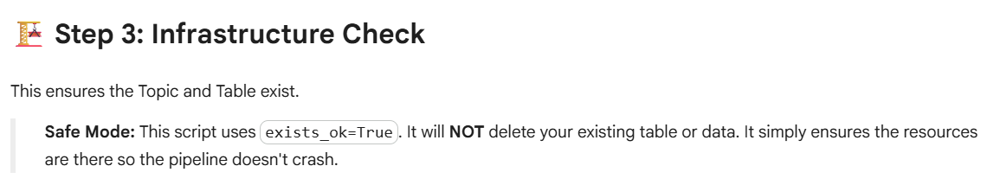 🏗️ Step 3: Infrastructure Check
This ensures the Topic and Table exist.
Safe Mode: This script uses exists_ok=True. It will NOT delete your existing table or data. It simply ensures the resources
are there so the pipeline doesn't crash.